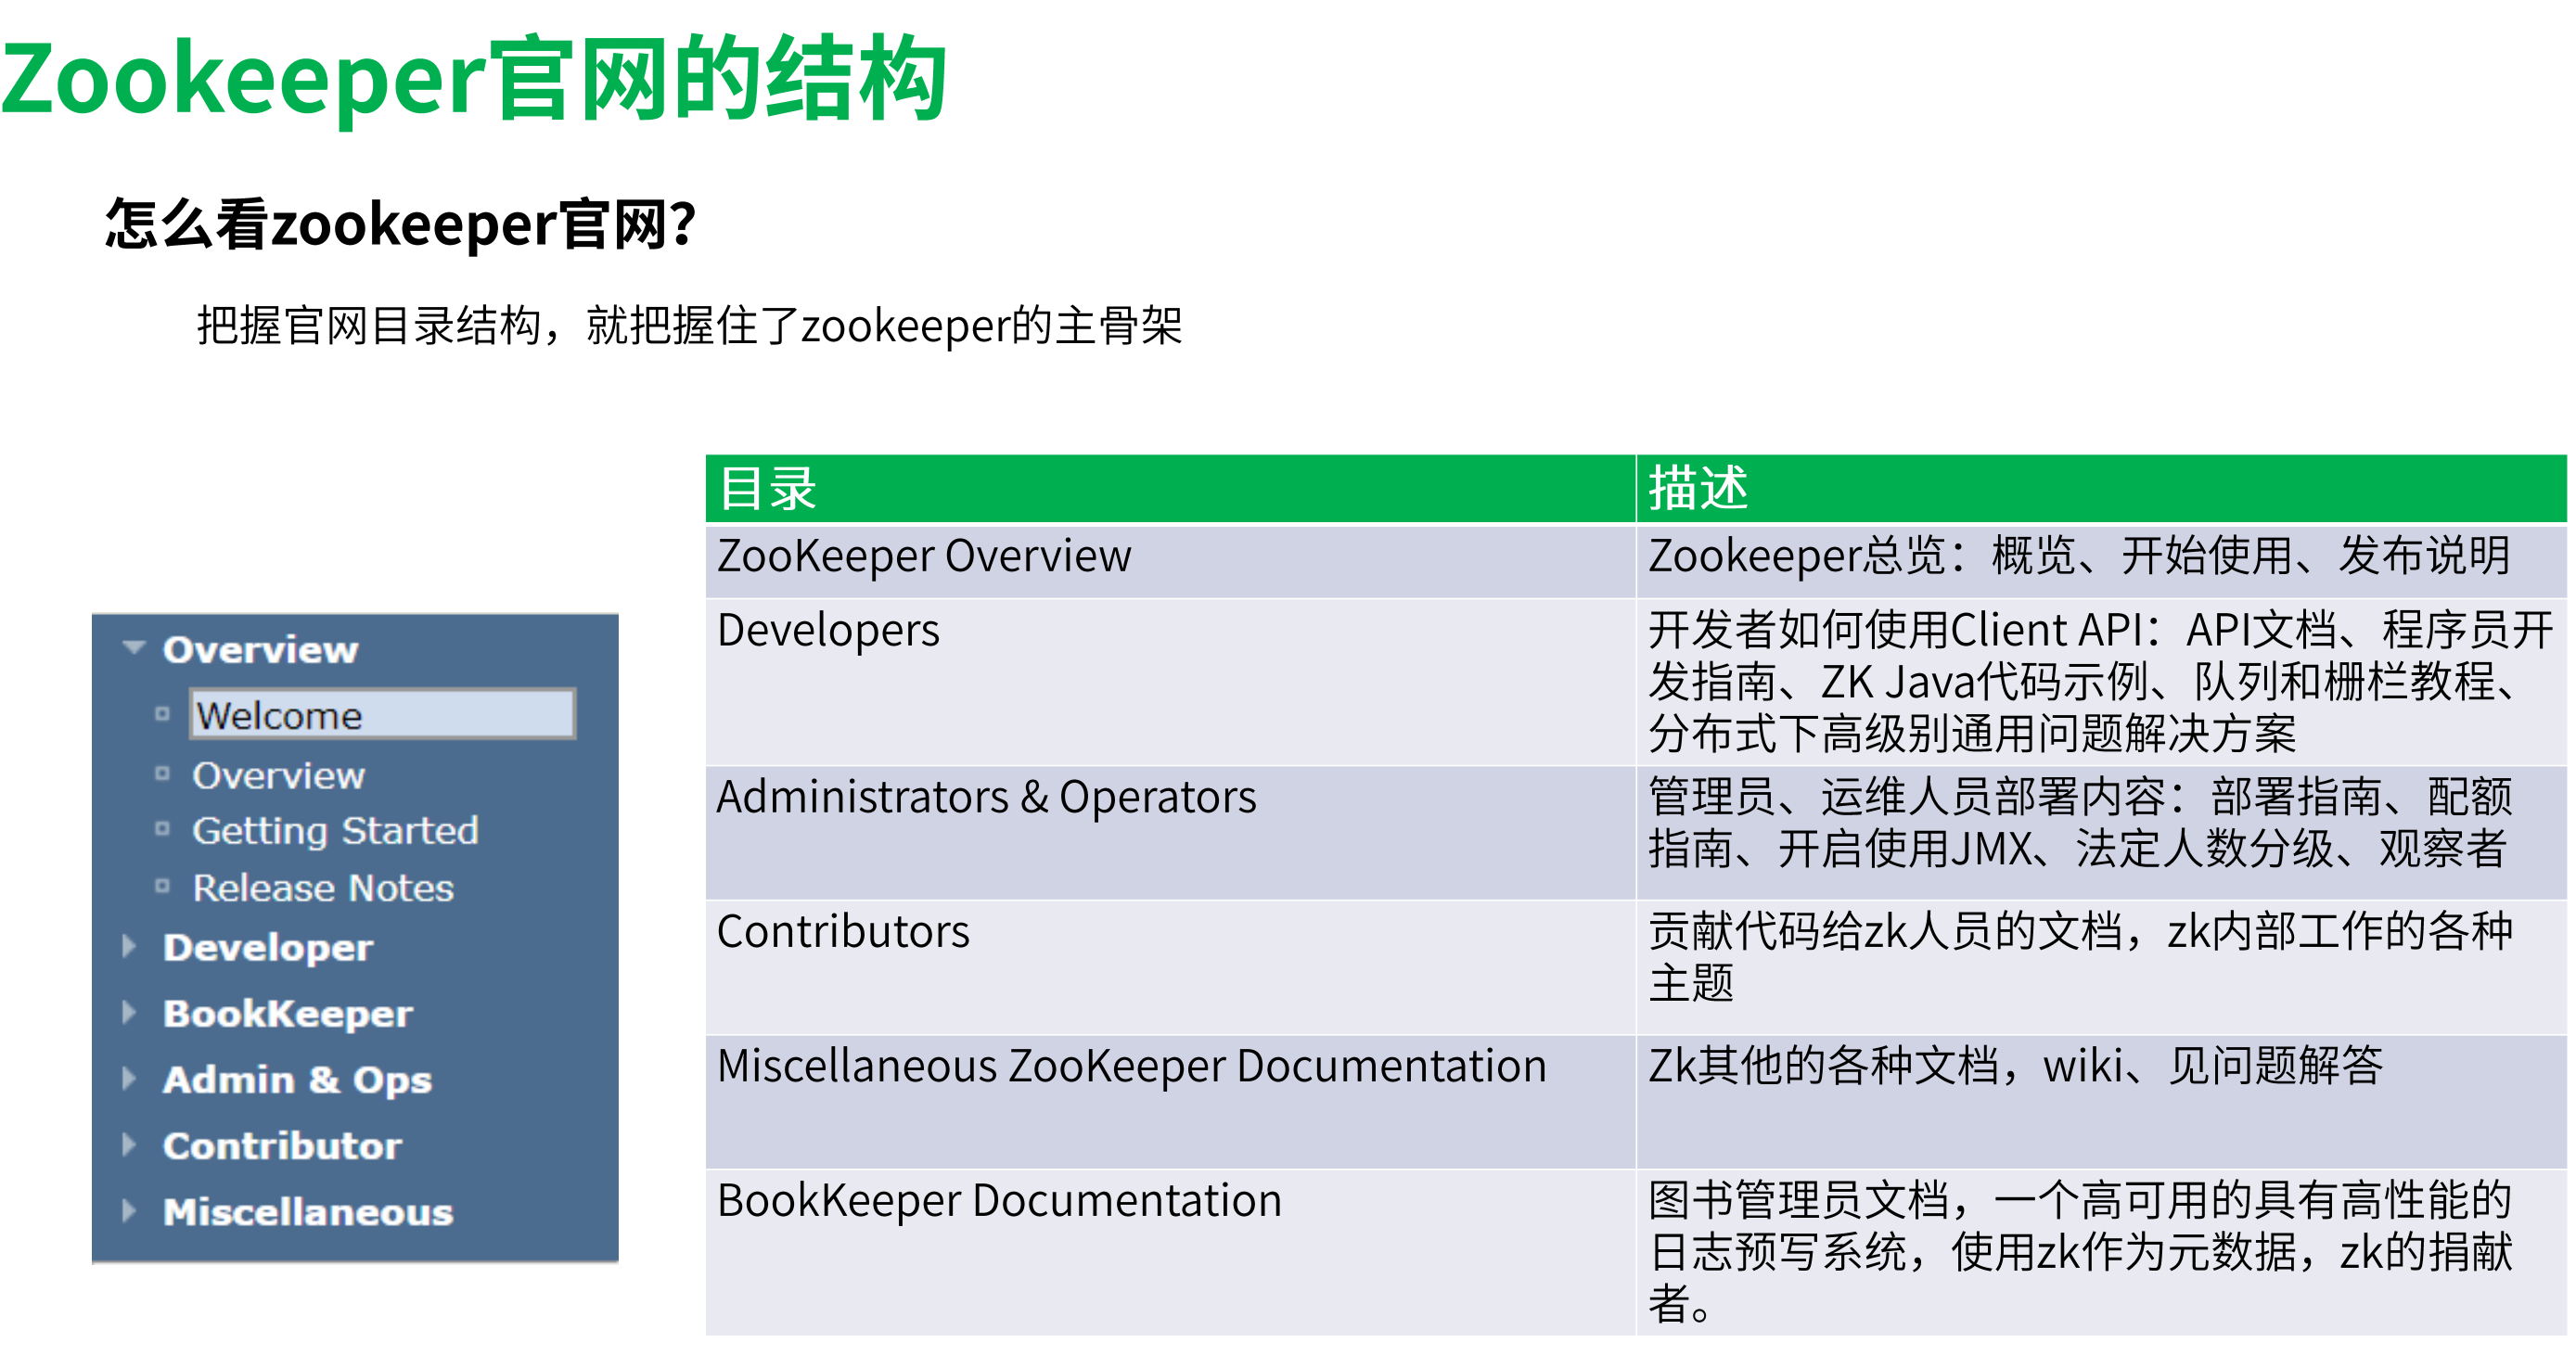 Zookeeper官网的结构
怎么看zookeeper官网？
把握官网目录结构，就把握住了zookeeper的主骨架
Overview
Welcome
Overview
Getting Started
Release Notes
Developer
BookKeeper
Admin & Ops
Contributor
Miscellaneous
目录 描述
ZooKeeper Overview Zookeeper总览：概览、开始使用、发布说明
Developers 开发者如何使用Client API：API文档、程序员开
发指南、ZK Java代码示例、队列和栅栏教程、
分布式下高级别通用问题解决方案
Administrators & Operators 管理员、运维人员部署内容：部署指南、配额
指南、开启使用JMX、法定人数分级、观察者
Contributors 贡献代码给zk人员的文档，zk内部工作的各种
主题
Miscellaneous ZooKeeper Documentation Zk其他的各种文档，wiki、见问题解答
BookKeeper Documentation 图书管理员文档，一个高可用的具有高性能的
日志预写系统，使用zk作为元数据，zk的捐献
者。